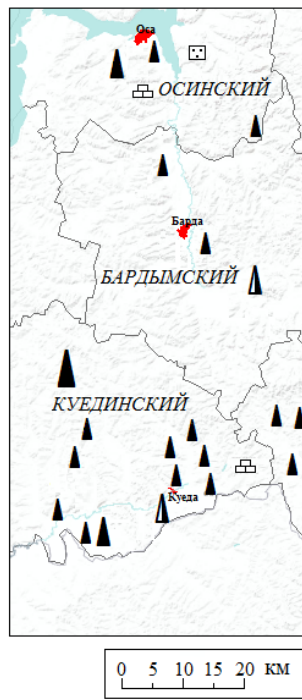 Оса
ОСИНСКИЙ
Барда
БАРДЫМСКИЙ
КУЕДИНСКИЙ
Куеда
0 5 10 15 20 км